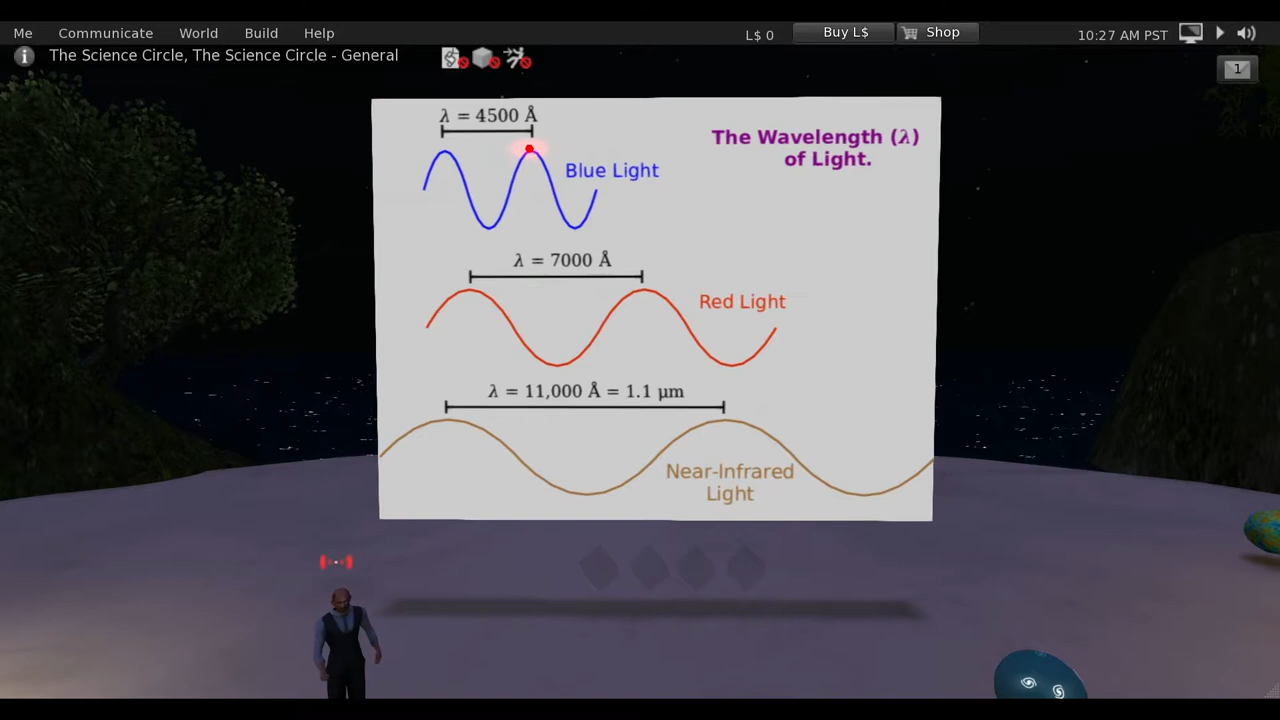 Me Communicate World Build Help L$ 0 Buy L$ Shop 10:27 AM PST
The Science Circle, The Science Circle - General
1
λ = 4500 Å
The Wavelength (λ)
of Light.
Blue Light
λ = 7000 Å
Red Light
λ = 11,000 Å = 1.1 μm
Near-Infrared
Light